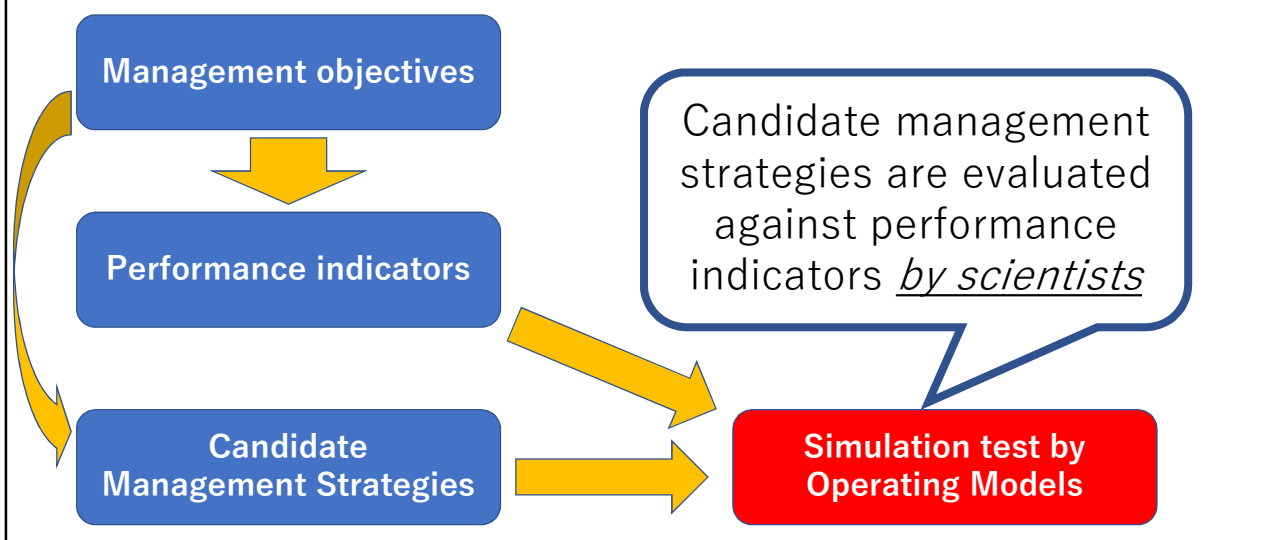 Management objectives
Performance indicators
Candidate
Management Strategies
Candidate management
strategies are evaluated
against performance
indicators by scientists
Simulation test by
Operating Models